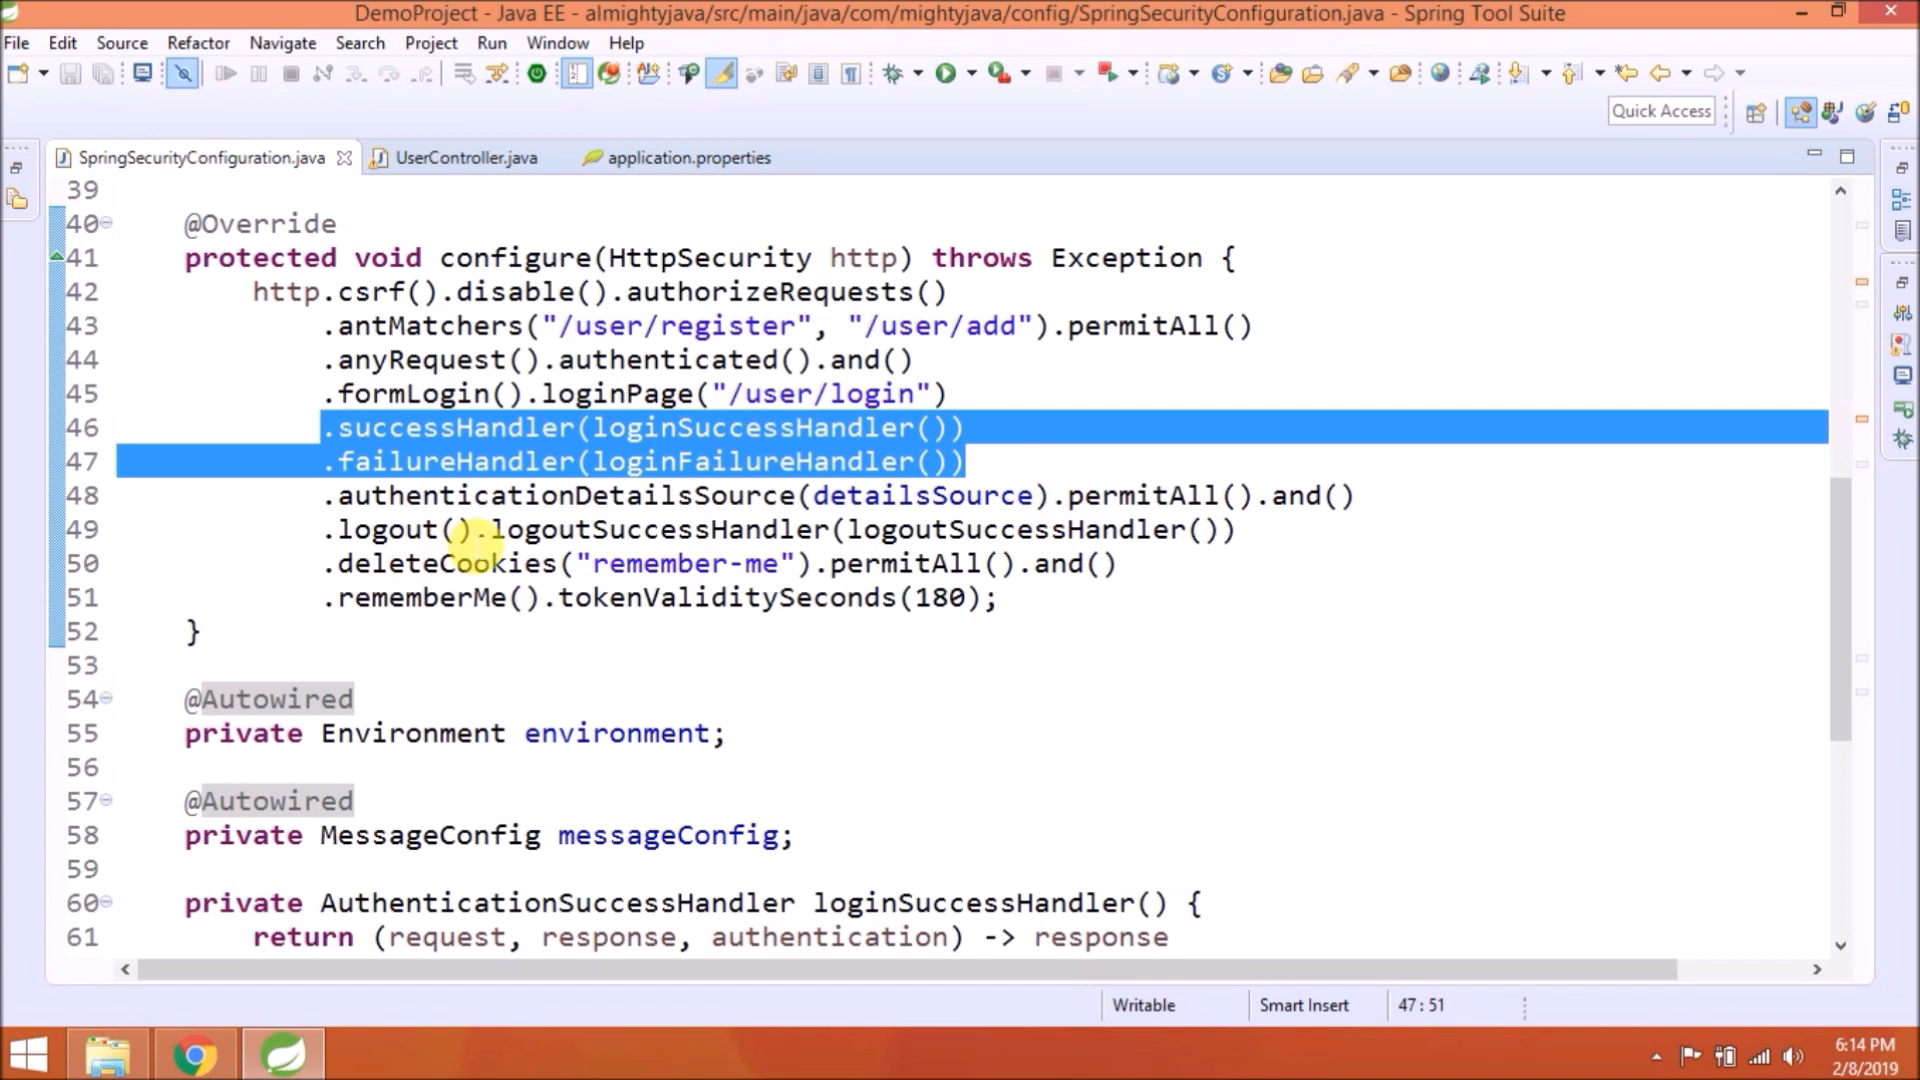 DemoProject - Java EE - almightyjava/src/main/java/com/mightyjava/config/SpringSecurityConfiguration.java - Spring Tool Suite
File Edit Source Refactor Navigate Search Project Run Window Help
Quick Access
SpringSecurityConfiguration.java UserController.java application.properties
39
40 @Override
41 protected void configure(HttpSecurity http) throws Exception {
42 http.csrf().disable().authorizeRequests()
43 .antMatchers("/user/register", "/user/add").permitAll()
44 .anyRequest().authenticated().and()
45 .formLogin().loginPage("/user/login")
46 .successHandler(loginSuccessHandler())
47 .failureHandler(loginFailureHandler())
48 .authenticationDetailsSource(detailsSource).permitAll().and()
49 .logout().logoutSuccessHandler(logoutSuccessHandler())
50 .deleteCookies("remember-me").permitAll().and()
51 .rememberMe().tokenValiditySeconds(180);
52 }
53
54 @Autowired
55 private Environment environment;
56
57 @Autowired
58 private MessageConfig messageConfig;
59
60 private AuthenticationSuccessHandler loginSuccessHandler() {
61 return (request, response, authentication) -> response
Writable Smart Insert 47 : 51
6:14 PM
2/8/2019